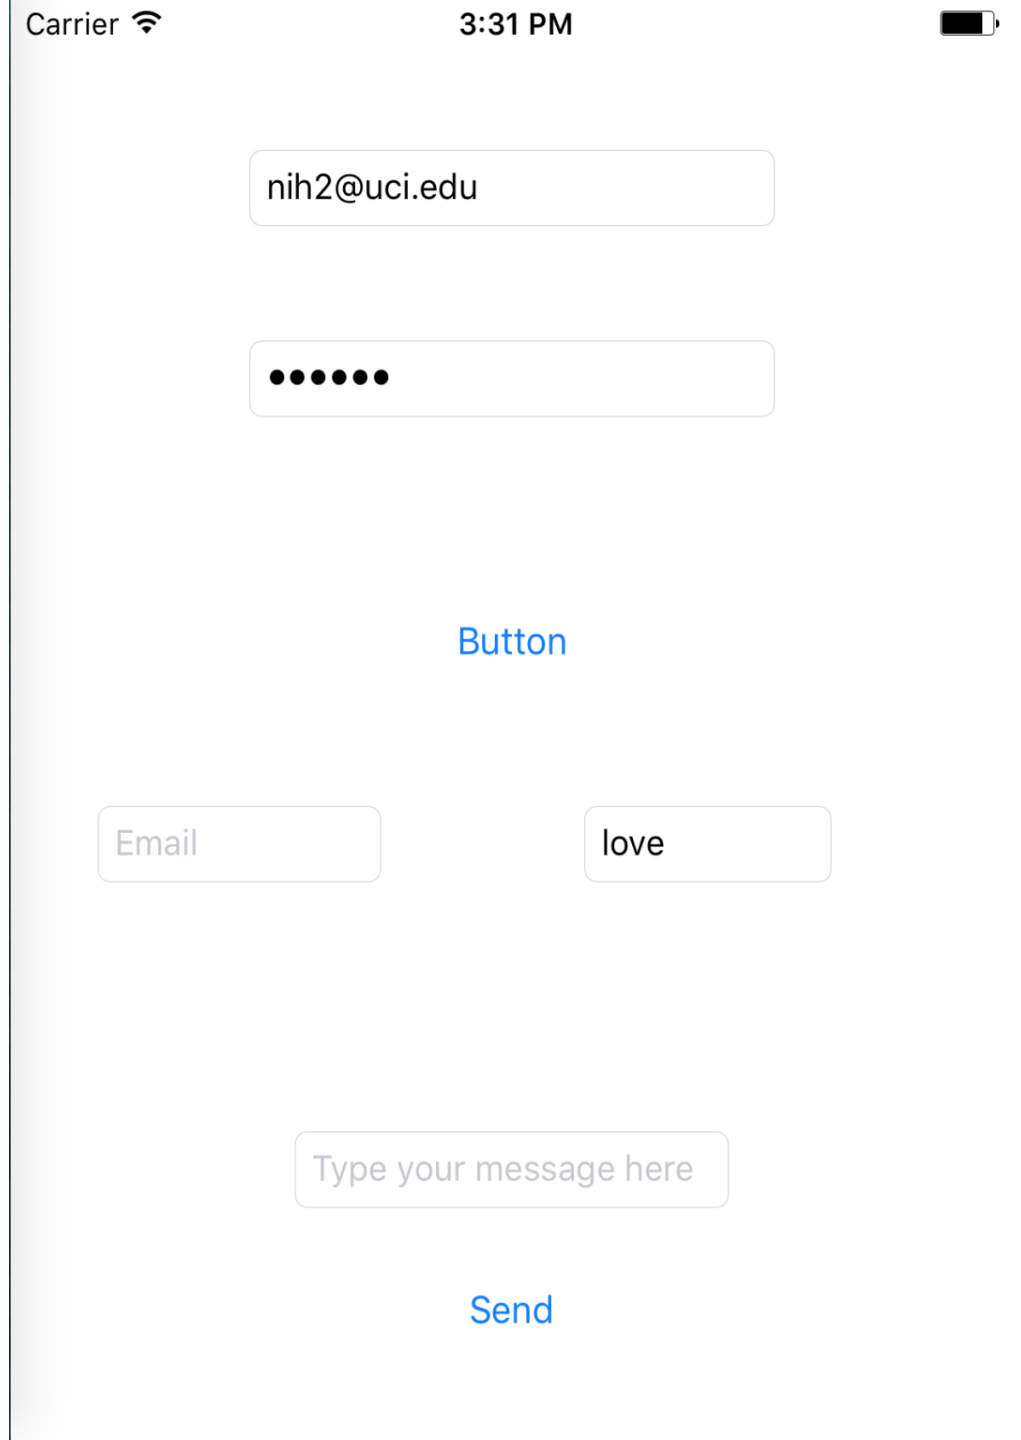 Carrier 3:31 PM
nih2@uci.edu
••••••
Button
Email love
Type your message here
Send